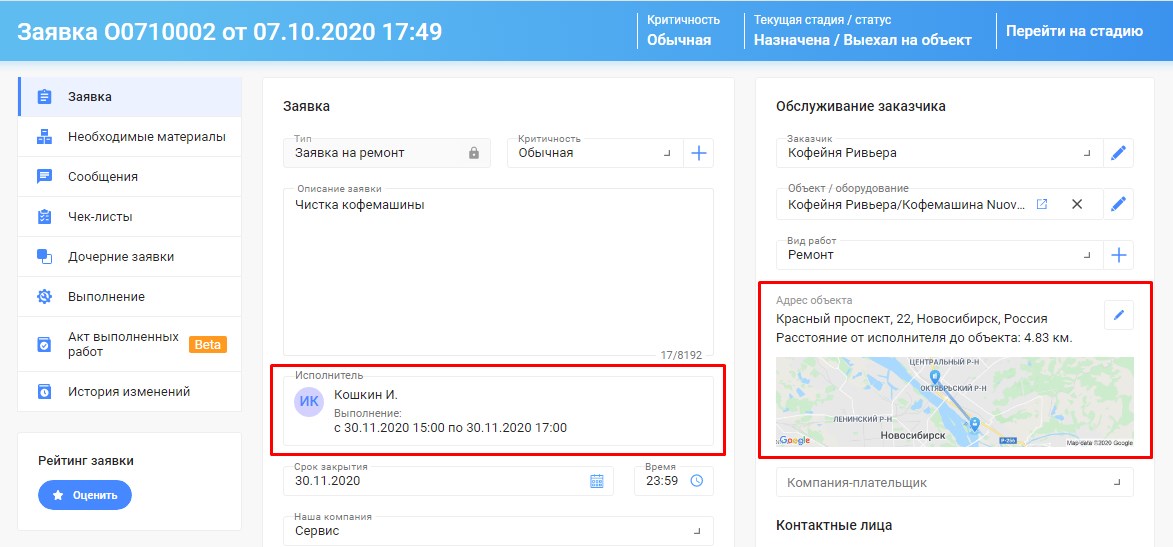 Заявка O0710002 от 07.10.2020 17:49
Критичность
Обычная
Текущая стадия / статус
Назначена / Выехал на объект
Перейти на стадию
Заявка
Необходимые материалы
Сообщения
Чек-листы
Дочерние заявки
Выполнение
Акт выполненных
работ
Beta
История изменений
Рейтинг заявки
Оценить
Заявка
Тип
Заявка на ремонт
Критичность
Обычная
Описание заявки
Чистка кофемашины
17/8192
Исполнитель
ИК
Кошкин И.
Выполнение:
с 30.11.2020 15:00 по 30.11.2020 17:00
Срок закрытия
30.11.2020
Время
23:59
Наша компания
Сервис
Обслуживание заказчика
Заказчик
Кофейня Ривьера
Объект / оборудование
Кофейня Ривьера/Кофемашина Nuov...
Вид работ
Ремонт
Адрес объекта
Красный проспект, 22, Новосибирск, Россия
Расстояние от исполнителя до объекта: 4.83 км.
ЦЕНТРАЛЬНЫЙ Р-Н
ОКТЯБРЬСКИЙ Р-Н
ЛЕНИНСКИЙ Р-Н
Новосибирск
Р-256
Google
Map data ©2020 Google
Компания-плательщик
Контактные лица